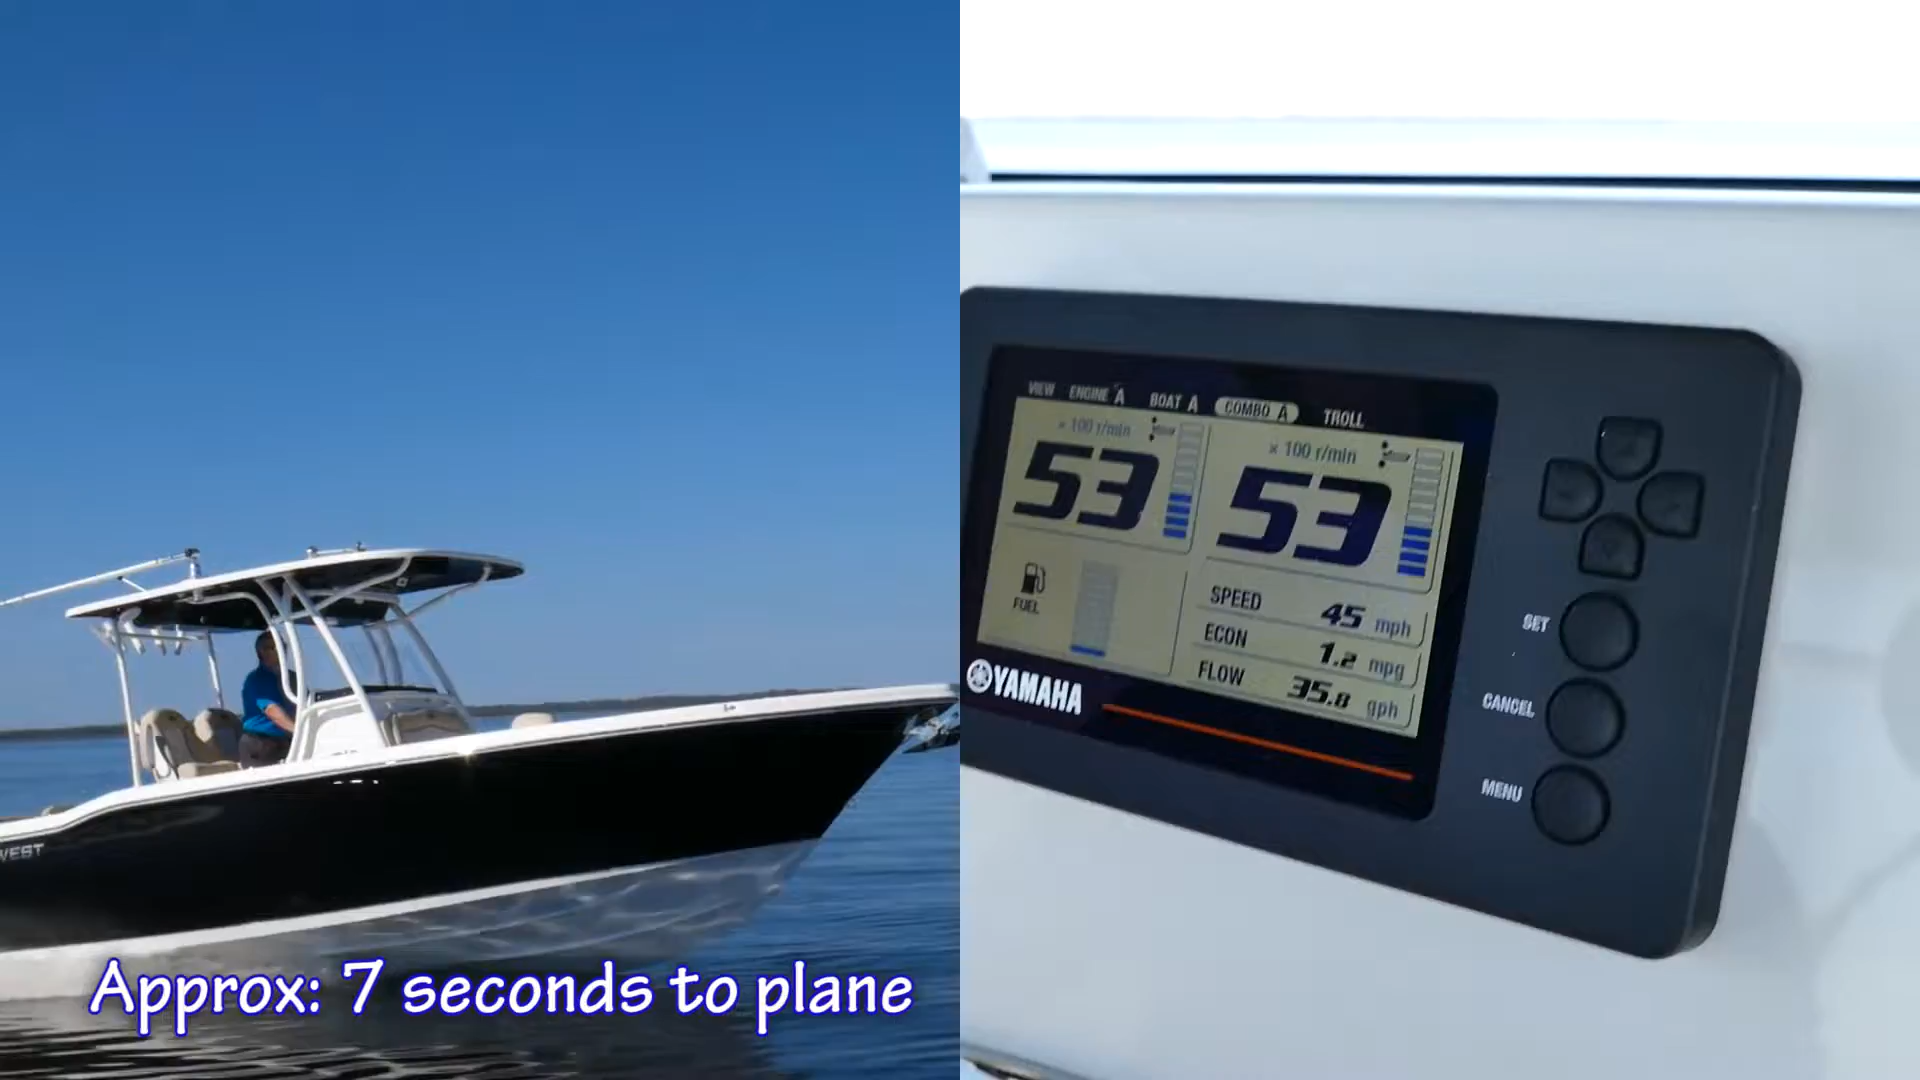 WEST
Approx: 7 seconds to plane
VIEW ENGINE A BOAT A COMBO A TROLL
× 100 r/min × 100 r/min
53 53
FUEL
SPEED 45 mph
ECON 1.2 mpg
FLOW 35.8 gph
YAMAHA
SET
CANCEL
MENU